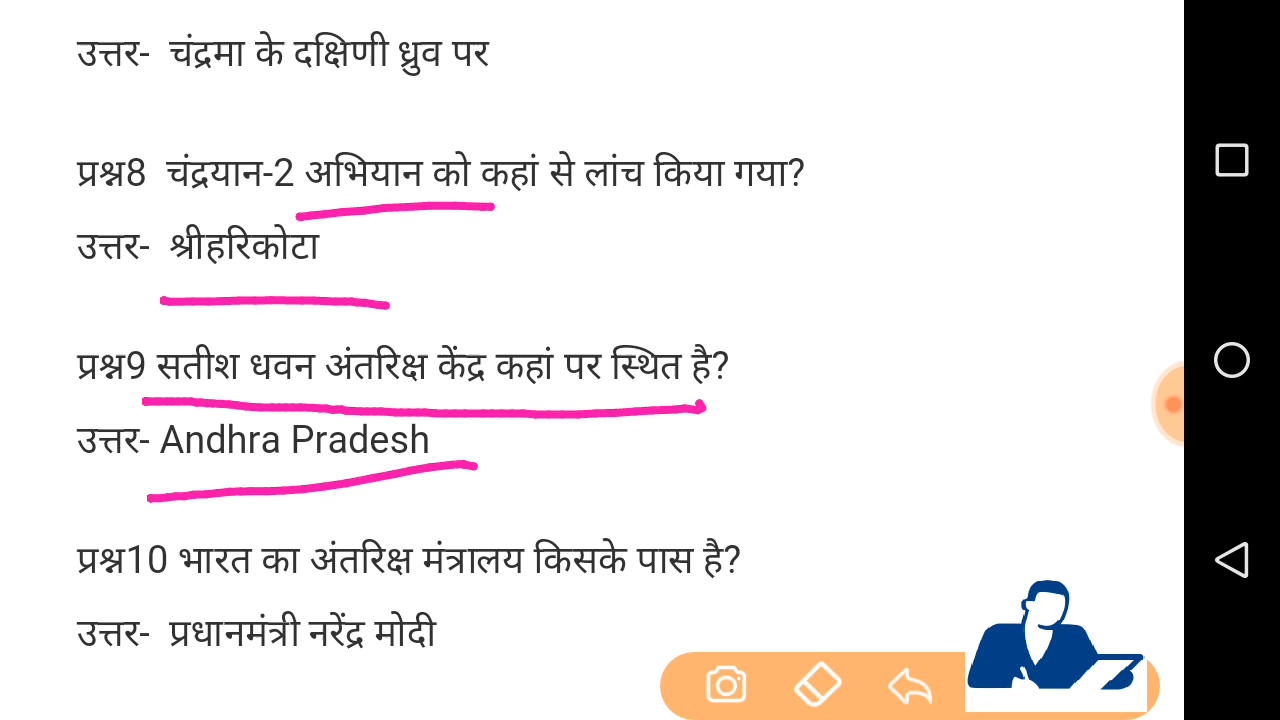 उत्तर- चंद्रमा के दक्षिणी ध्रुव पर
प्रश्न8 चंद्रयान-2 अभियान को कहां से लांच किया गया?
उत्तर- श्रीहरिकोटा
प्रश्न9 सतीश धवन अंतरिक्ष केंद्र कहां पर स्थित है?
उत्तर- Andhra Pradesh
प्रश्न10 भारत का अंतरिक्ष मंत्रालय किसके पास है?
उत्तर- प्रधानमंत्री नरेंद्र मोदी